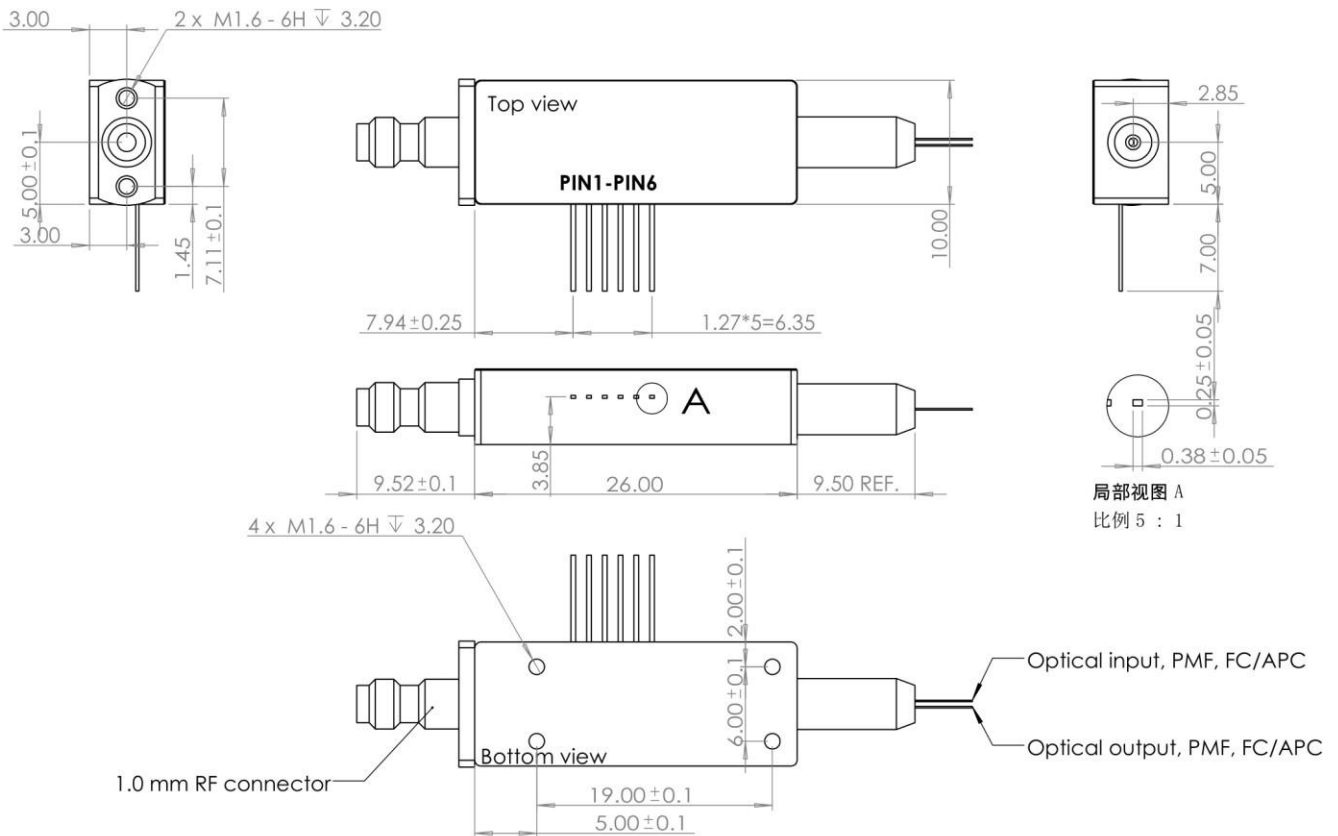 3.00
2 x M1.6 - 6H ↧ 3.20
5.00±0.1
3.00
1.45
7.11±0.1
Top view
PIN1-PIN6
10.00
7.94±0.25
1.27*5=6.35
2.85
5.00
7.00
A
3.85
9.52±0.1
26.00
9.50 REF.
0.25±0.05
0.38±0.05
局部视图 A
比例 5 : 1
4 x M1.6 - 6H ↧ 3.20
2.00±0.1
6.00±0.1
Bottom view
1.0 mm RF connector
19.00±0.1
5.00±0.1
Optical input, PMF, FC/APC
Optical output, PMF, FC/APC